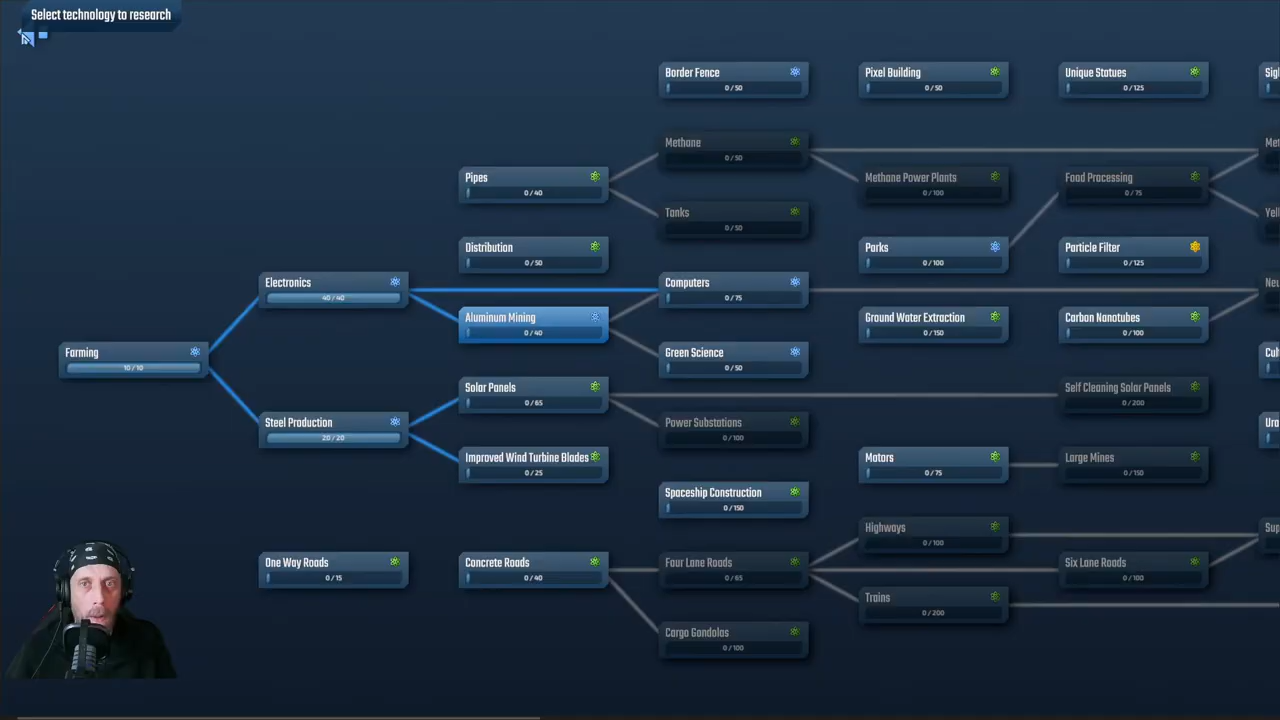 Select technology to research
Border Fence
0 / 50
Pixel Building
0 / 50
Unique Statues
0 / 125
Methane
0 / 50
Pipes
0 / 40
Methane Power Plants
0 / 100
Food Processing
0 / 75
Tanks
0 / 50
Distribution
0 / 50
Parks
0 / 100
Particle Filter
0 / 125
Electronics
40 / 40
Computers
0 / 75
Aluminum Mining
0 / 40
Ground Water Extraction
0 / 150
Carbon Nanotubes
0 / 100
Farming
10 / 10
Green Science
0 / 50
Solar Panels
0 / 65
Self Cleaning Solar Panels
0 / 200
Steel Production
20 / 20
Power Substations
0 / 100
Improved Wind Turbine Blades
0 / 25
Motors
0 / 75
Large Mines
0 / 150
Spaceship Construction
0 / 150
Highways
0 / 100
One Way Roads
0 / 15
Concrete Roads
0 / 40
Four Lane Roads
0 / 65
Six Lane Roads
0 / 100
Trains
0 / 200
Cargo Gondolas
0 / 100